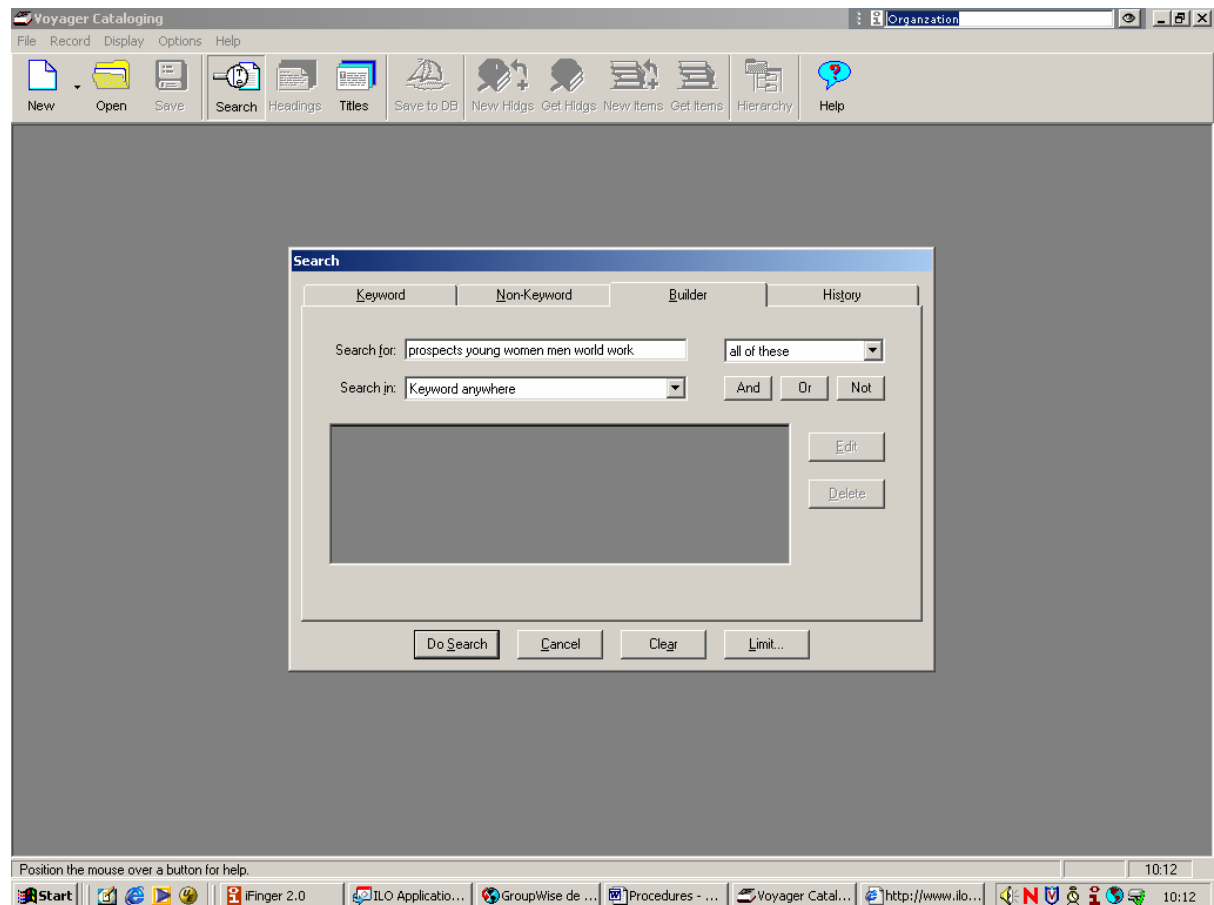 Voyager Cataloging
Organzation
File Record Display Options Help
New Open Save Search Headings Titles Save to DB New Hldgs Get Hldgs New Items Get Items Hierarchy Help
Search
Keyword Non-Keyword Builder History
Search for: prospects young women men world work all of these
Search in: Keyword anywhere And Or Not
Edit
Delete
Do Search Cancel Clear Limit...
Position the mouse over a button for help. 10:12
Start iFinger 2.0 ILO Applicatio... GroupWise de ... Procedures - ... Voyager Catal... http://www.ilo... 10:12